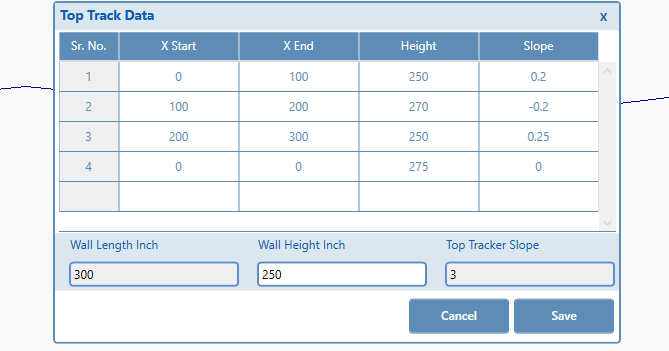 Top Track Data X
Sr. No. X Start X End Height Slope
1 0 100 250 0.2
2 100 200 270 -0.2
3 200 300 250 0.25
4 0 0 275 0
Wall Length Inch Wall Height Inch Top Tracker Slope
300 250 3
Cancel Save